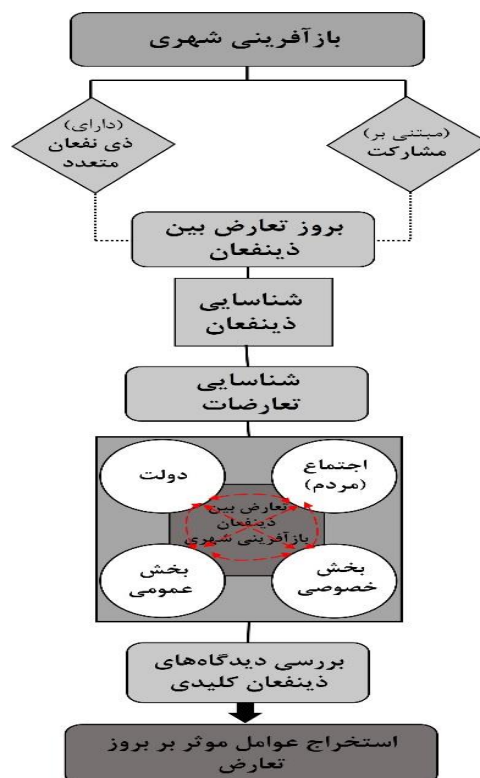 بازآفرینی شهری
(مبتنی بر)
مشارکت
(دارای)
ذی نفعان
متعدد
بروز تعارض بین
ذینفعان
شناسایی
ذینفعان
شناسایی
تعارضات
اجتماع
(مردم)
دولت
تعارض بین
ذینفعان
بازآفرینی شهری
بخش
خصوصی
بخش
عمومی
بررسی دیدگاه‌های
ذینفعان کلیدی
استخراج عوامل موثر بر بروز
تعارض